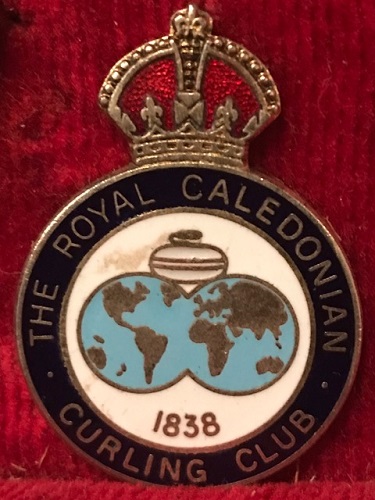 THE ROYAL CALEDONIAN
1838
· CURLING CLUB ·